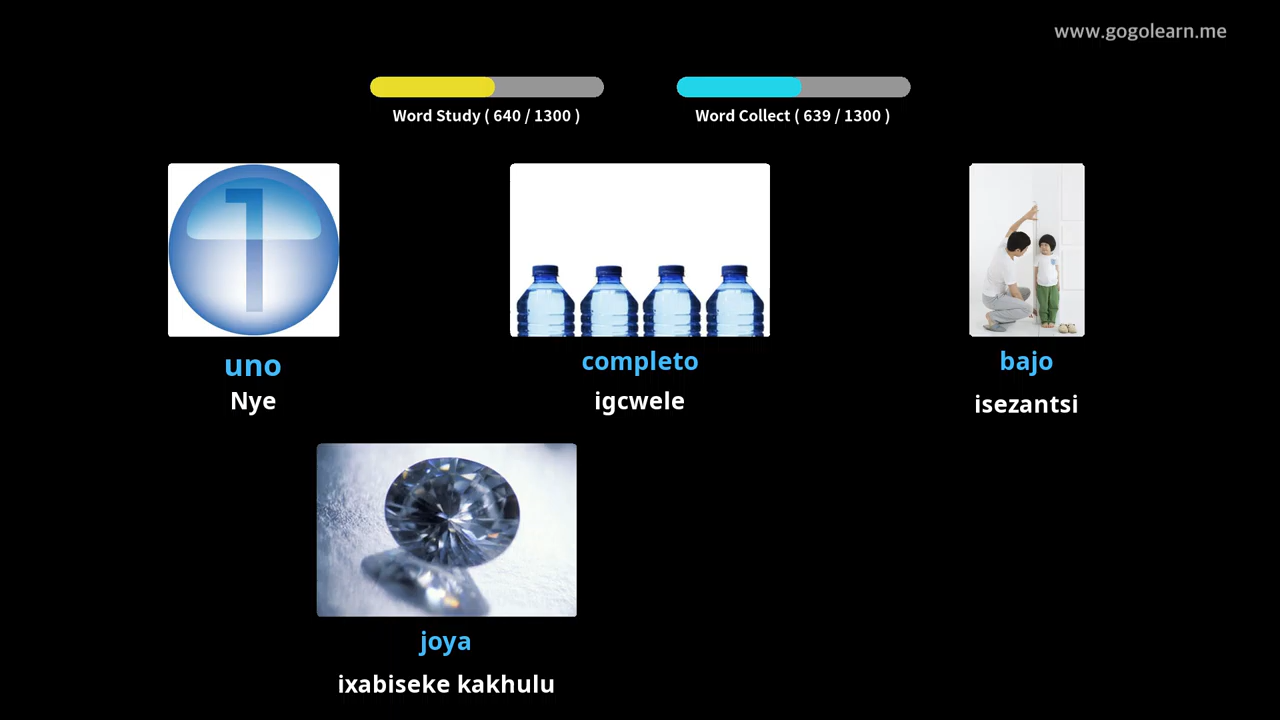 www.gogolearn.me
Word Study ( 640 / 1300 )
Word Collect ( 639 / 1300 )
1
uno
Nye
completo
igcwele
bajo
isezantsi
joya
ixabiseke kakhulu